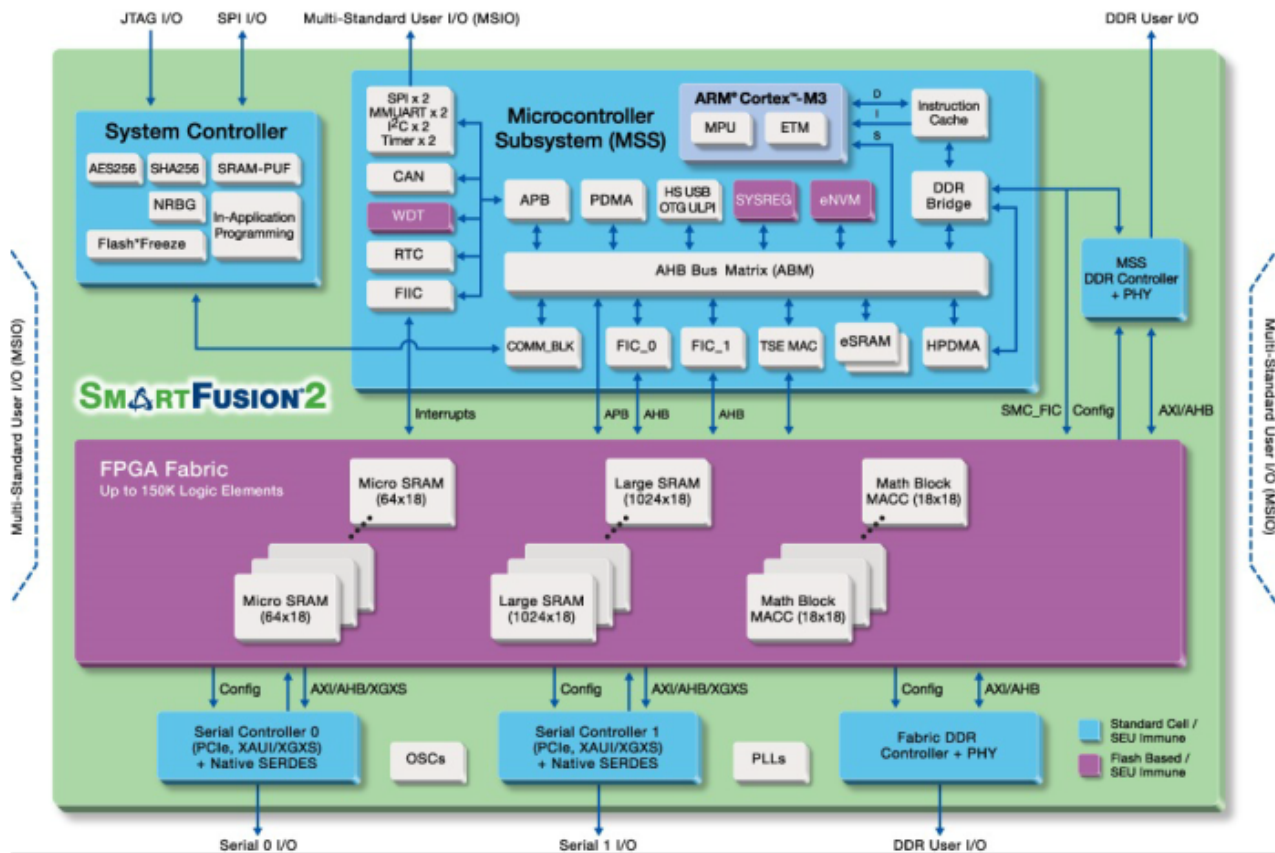 JTAG I/O
SPI I/O
Multi-Standard User I/O (MSIO)
DDR User I/O
System Controller
AES256
SHA256
SRAM-PUF
NRBG
In-Application
Programming
Flash*Freeze
SPI x 2
MMUART x 2
I²C x 2
Timer x 2
CAN
WDT
RTC
FIIC
Microcontroller
Subsystem (MSS)
ARM® Cortex™-M3
MPU
ETM
D
I
S
Instruction
Cache
APB
PDMA
HS USB
OTG ULPI
SYSREG
eNVM
DDR
Bridge
AHB Bus Matrix (ABM)
COMM_BLK
FIC_0
FIC_1
TSE MAC
eSRAM
HPDMA
MSS
DDR Controller
+ PHY
Multi-Standard User I/O (MSIO)
Multi-Standard User I/O (MSIO)
SMARTFUSION®2
Interrupts
APB
AHB
AHB
SMC_FIC
Config
AXI/AHB
FPGA Fabric
Up to 150K Logic Elements
Micro SRAM
(64x18)
Large SRAM
(1024x18)
Math Block
MACC (18x18)
Micro SRAM
(64x18)
Large SRAM
(1024x18)
Math Block
MACC (18x18)
Config
AXI/AHB/XGXS
Config
AXI/AHB/XGXS
Config
AXI/AHB
Serial Controller 0
(PCIe, XAUI/XGXS)
+ Native SERDES
OSCs
Serial Controller 1
(PCIe, XAUI/XGXS)
+ Native SERDES
PLLs
Fabric DDR
Controller + PHY
Standard Cell /
SEU Immune
Flash Based /
SEU Immune
Serial 0 I/O
Serial 1 I/O
DDR User I/O